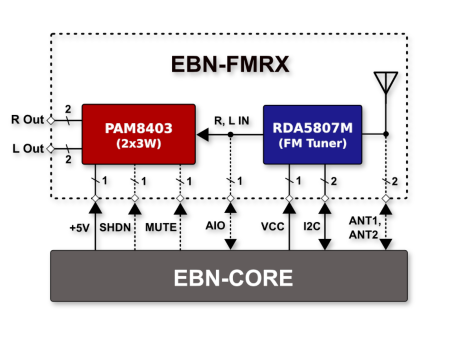 EBN-FMRX
2
R Out
R, L IN
PAM8403
(2x3W)
RDA5807M
(FM Tuner)
L Out
2
1
1
1
1
1
2
2
+5V
SHDN
MUTE
AIO
VCC
I2C
ANT1,
ANT2
EBN-CORE